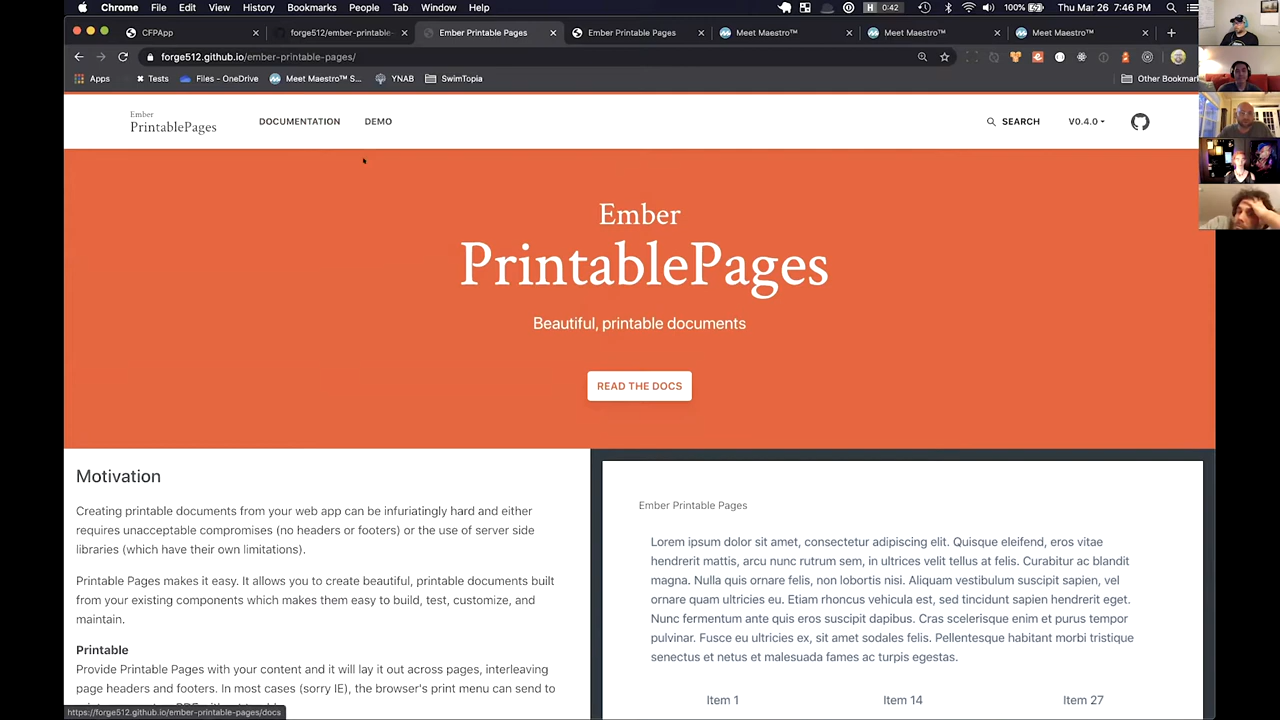 Chrome File Edit View History Bookmarks People Tab Window Help H 0:42 100% Thu Mar 26 7:46 PM
CFPApp forge512/ember-printable- Ember Printable Pages Ember Printable Pages Meet Maestro™ Meet Maestro™ Meet Maestro™
forge512.github.io/ember-printable-pages/
Apps Tests Files - OneDrive Meet Maestro™ S... YNAB SwimTopia Other Bookmar
Ember
PrintablePages
DOCUMENTATION DEMO SEARCH V0.4.0
Ember
PrintablePages
Beautiful, printable documents
READ THE DOCS
Motivation
Creating printable documents from your web app can be infuriatingly hard and either
requires unacceptable compromises (no headers or footers) or the use of server side
libraries (which have their own limitations).
Printable Pages makes it easy. It allows you to create beautiful, printable documents built
from your existing components which makes them easy to build, test, customize, and
maintain.
Printable
Provide Printable Pages with your content and it will lay it out across pages, interleaving
page headers and footers. In most cases (sorry IE), the browser's print menu can send to
https://forge512.github.io/ember-printable-pages/docs
Ember Printable Pages
Lorem ipsum dolor sit amet, consectetur adipiscing elit. Quisque eleifend, eros vitae
hendrerit mattis, arcu nunc rutrum sem, in ultrices velit tellus at felis. Curabitur ac blandit
magna. Nulla quis ornare felis, non lobortis nisi. Aliquam vestibulum suscipit sapien, vel
ornare quam ultricies eu. Etiam rhoncus vehicula est, sed tincidunt sapien hendrerit eget.
Nunc fermentum ante quis eros suscipit dapibus. Cras scelerisque enim et purus tempor
pulvinar. Fusce eu ultricies ex, sit amet sodales felis. Pellentesque habitant morbi tristique
senectus et netus et malesuada fames ac turpis egestas.
Item 1 Item 14 Item 27